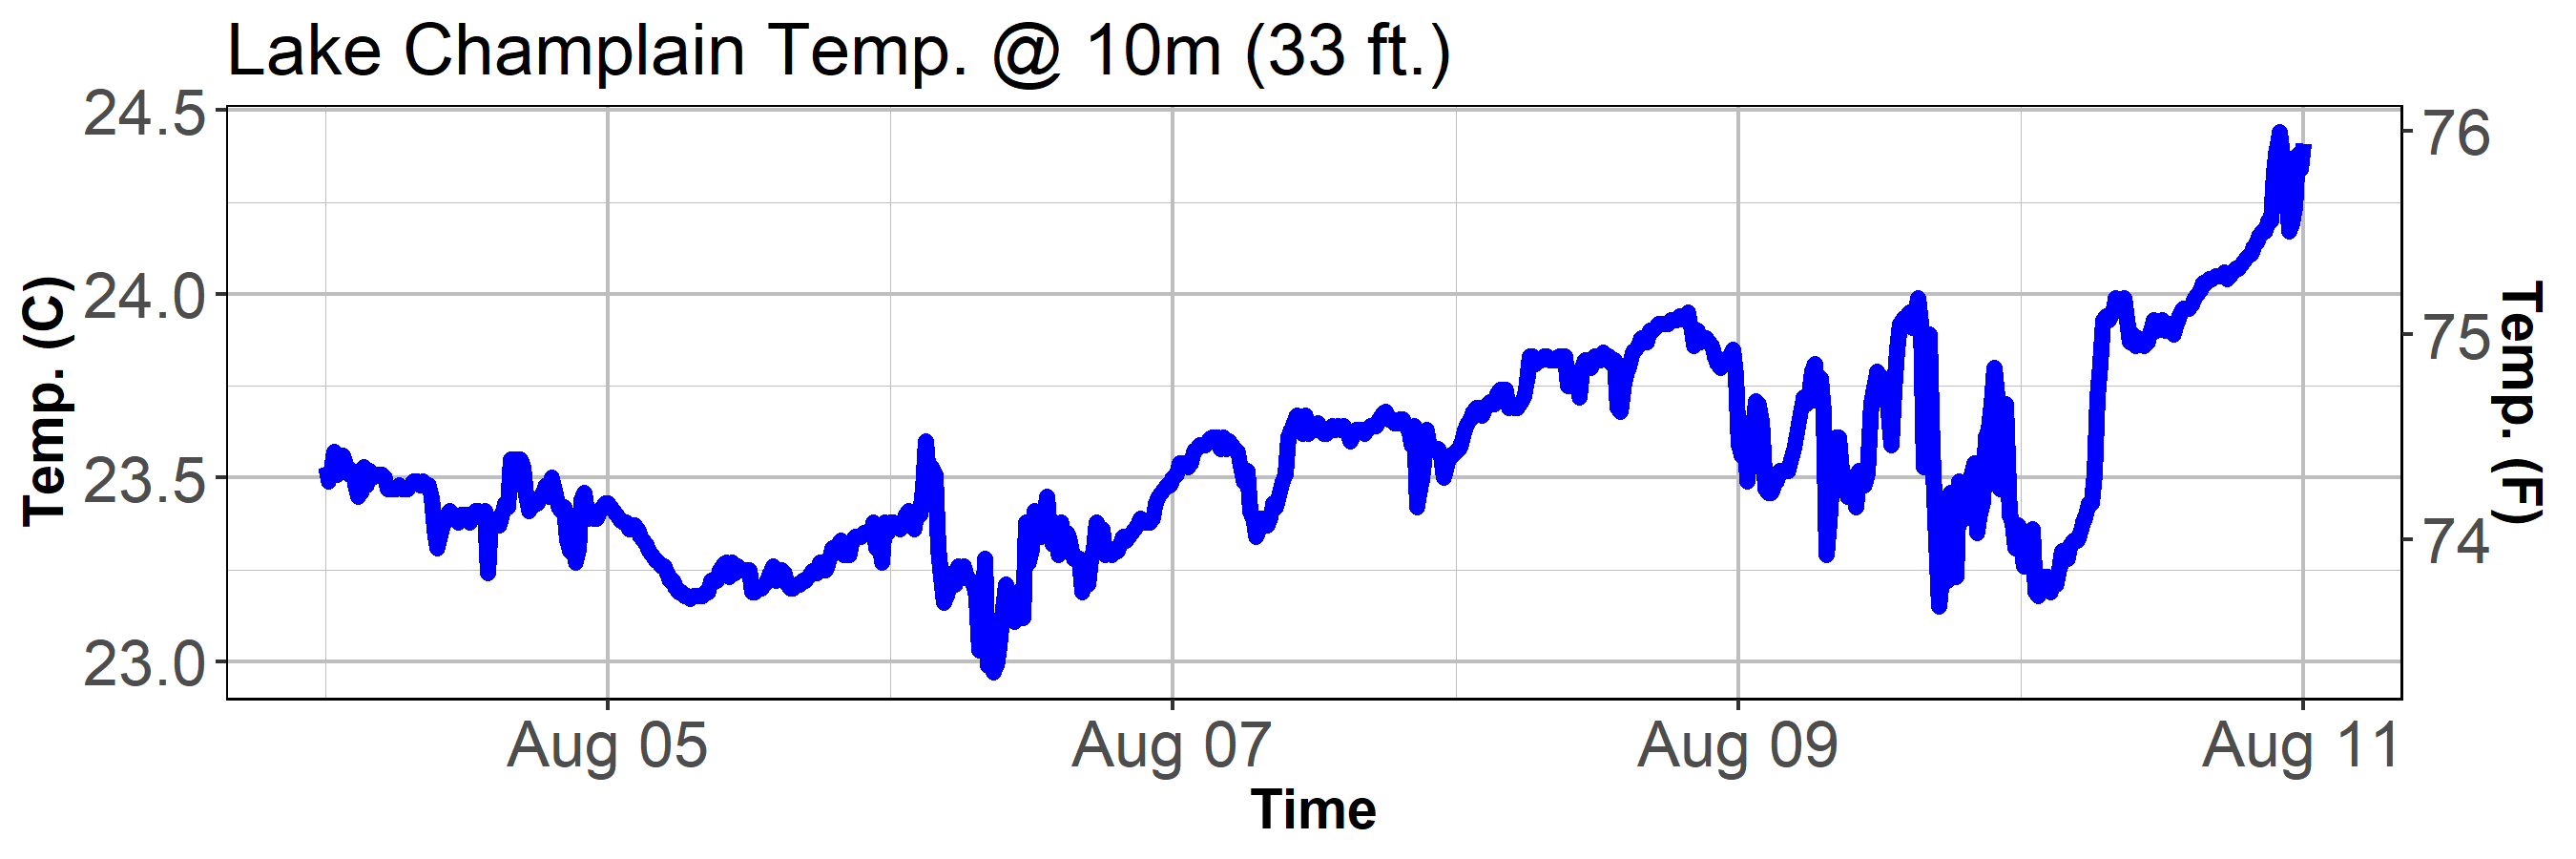 Lake Champlain Temp. @ 10m (33 ft.)
24.5
24.0
23.5
23.0
Temp. (C)
76
75
74
Temp. (F)
Aug 05
Aug 07
Aug 09
Aug 11
Time